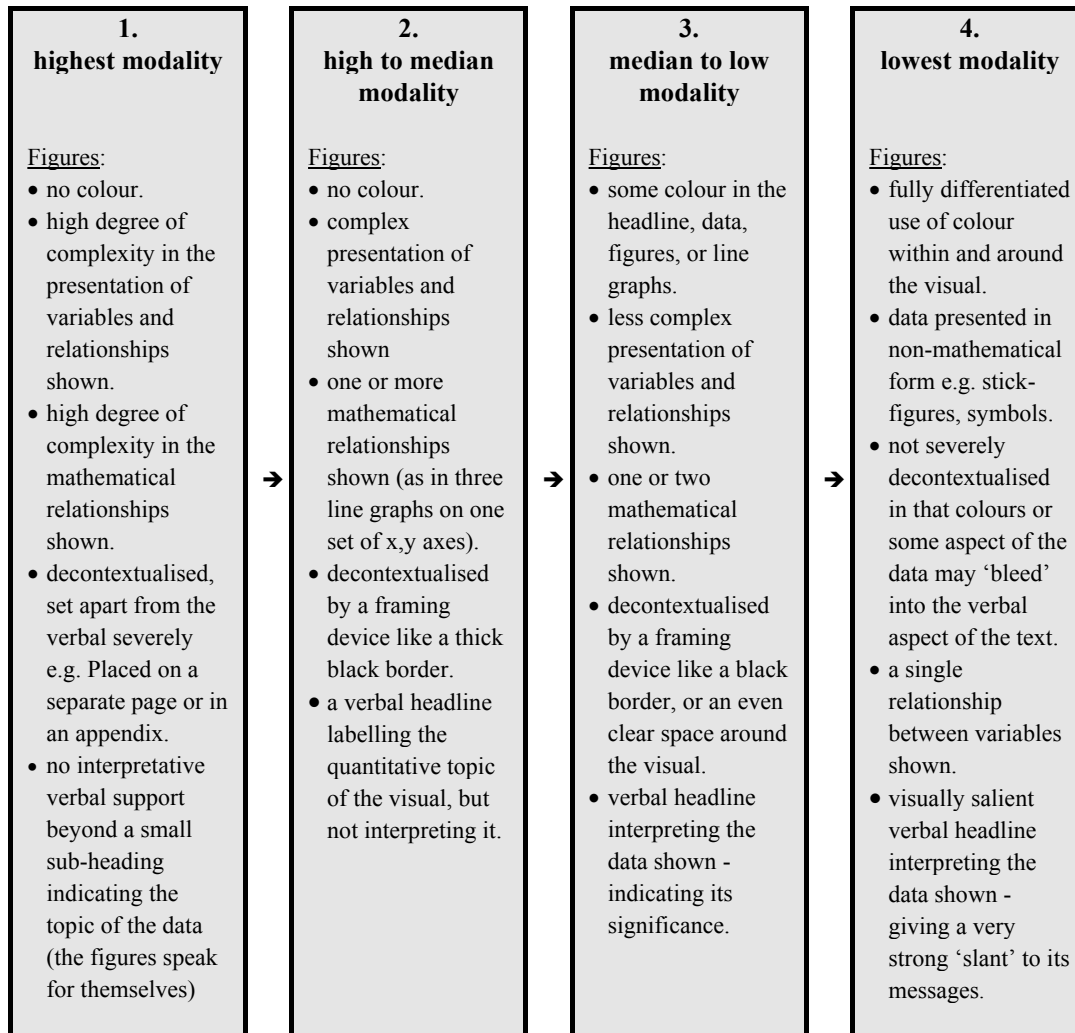 1.
highest modality
Figures:
• no colour.
• high degree of
complexity in the
presentation of
variables and
relationships
shown.
• high degree of
complexity in the
mathematical
relationships
shown.
• decontextualised,
set apart from the
verbal severely
e.g. Placed on a
separate page or in
an appendix.
• no interpretative
verbal support
beyond a small
sub-heading
indicating the
topic of the data
(the figures speak
for themselves)
➔
2.
high to median
modality
Figures:
• no colour.
• complex
presentation of
variables and
relationships
shown
• one or more
mathematical
relationships
shown (as in three
line graphs on one
set of x,y axes).
• decontextualised
by a framing
device like a thick
black border.
• a verbal headline
labelling the
quantitative topic
of the visual, but
not interpreting it.
➔
3.
median to low
modality
Figures:
• some colour in the
headline, data,
figures, or line
graphs.
• less complex
presentation of
variables and
relationships
shown.
• one or two
mathematical
relationships
shown.
• decontextualised
by a framing
device like a black
border, or an even
clear space around
the visual.
• verbal headline
interpreting the
data shown -
indicating its
significance.
➔
4.
lowest modality
Figures:
• fully differentiated
use of colour
within and around
the visual.
• data presented in
non-mathematical
form e.g. stick-
figures, symbols.
• not severely
decontextualised
in that colours or
some aspect of the
data may ‘bleed’
into the verbal
aspect of the text.
• a single
relationship
between variables
shown.
• visually salient
verbal headline
interpreting the
data shown -
giving a very
strong ‘slant’ to its
messages.